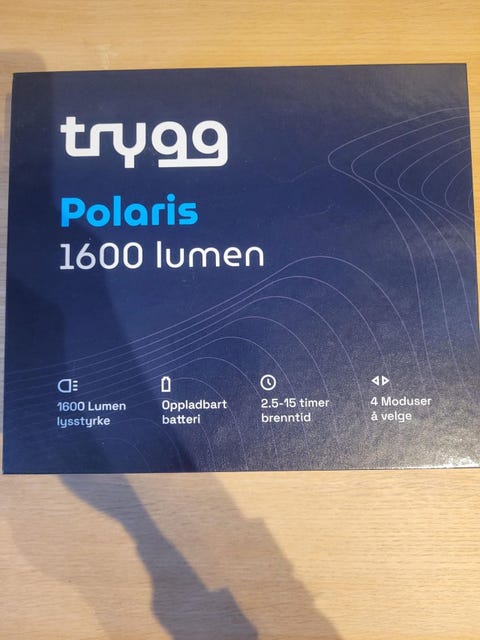 trygg
Polaris
1600 lumen
1600 Lumen
lysstyrke
Oppladbart
batteri
2.5-15 timer
brenntid
4 Moduser
å velge